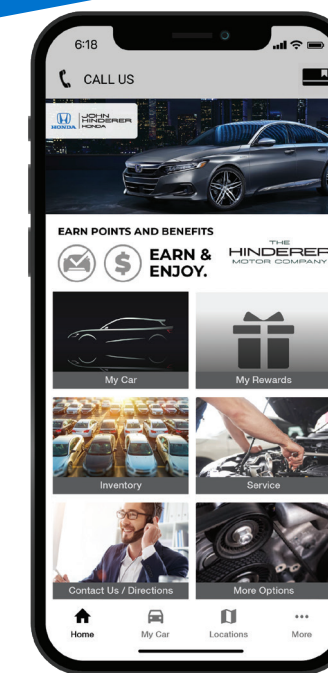 6:18
CALL US
HONDA
JOHN
HINDERER
HONDA
EARN POINTS AND BENEFITS
EARN &
ENJOY.
THE
HINDERER
MOTOR COMPANY
My Car
My Rewards
Inventory
Service
Contact Us / Directions
More Options
Home
My Car
Locations
More